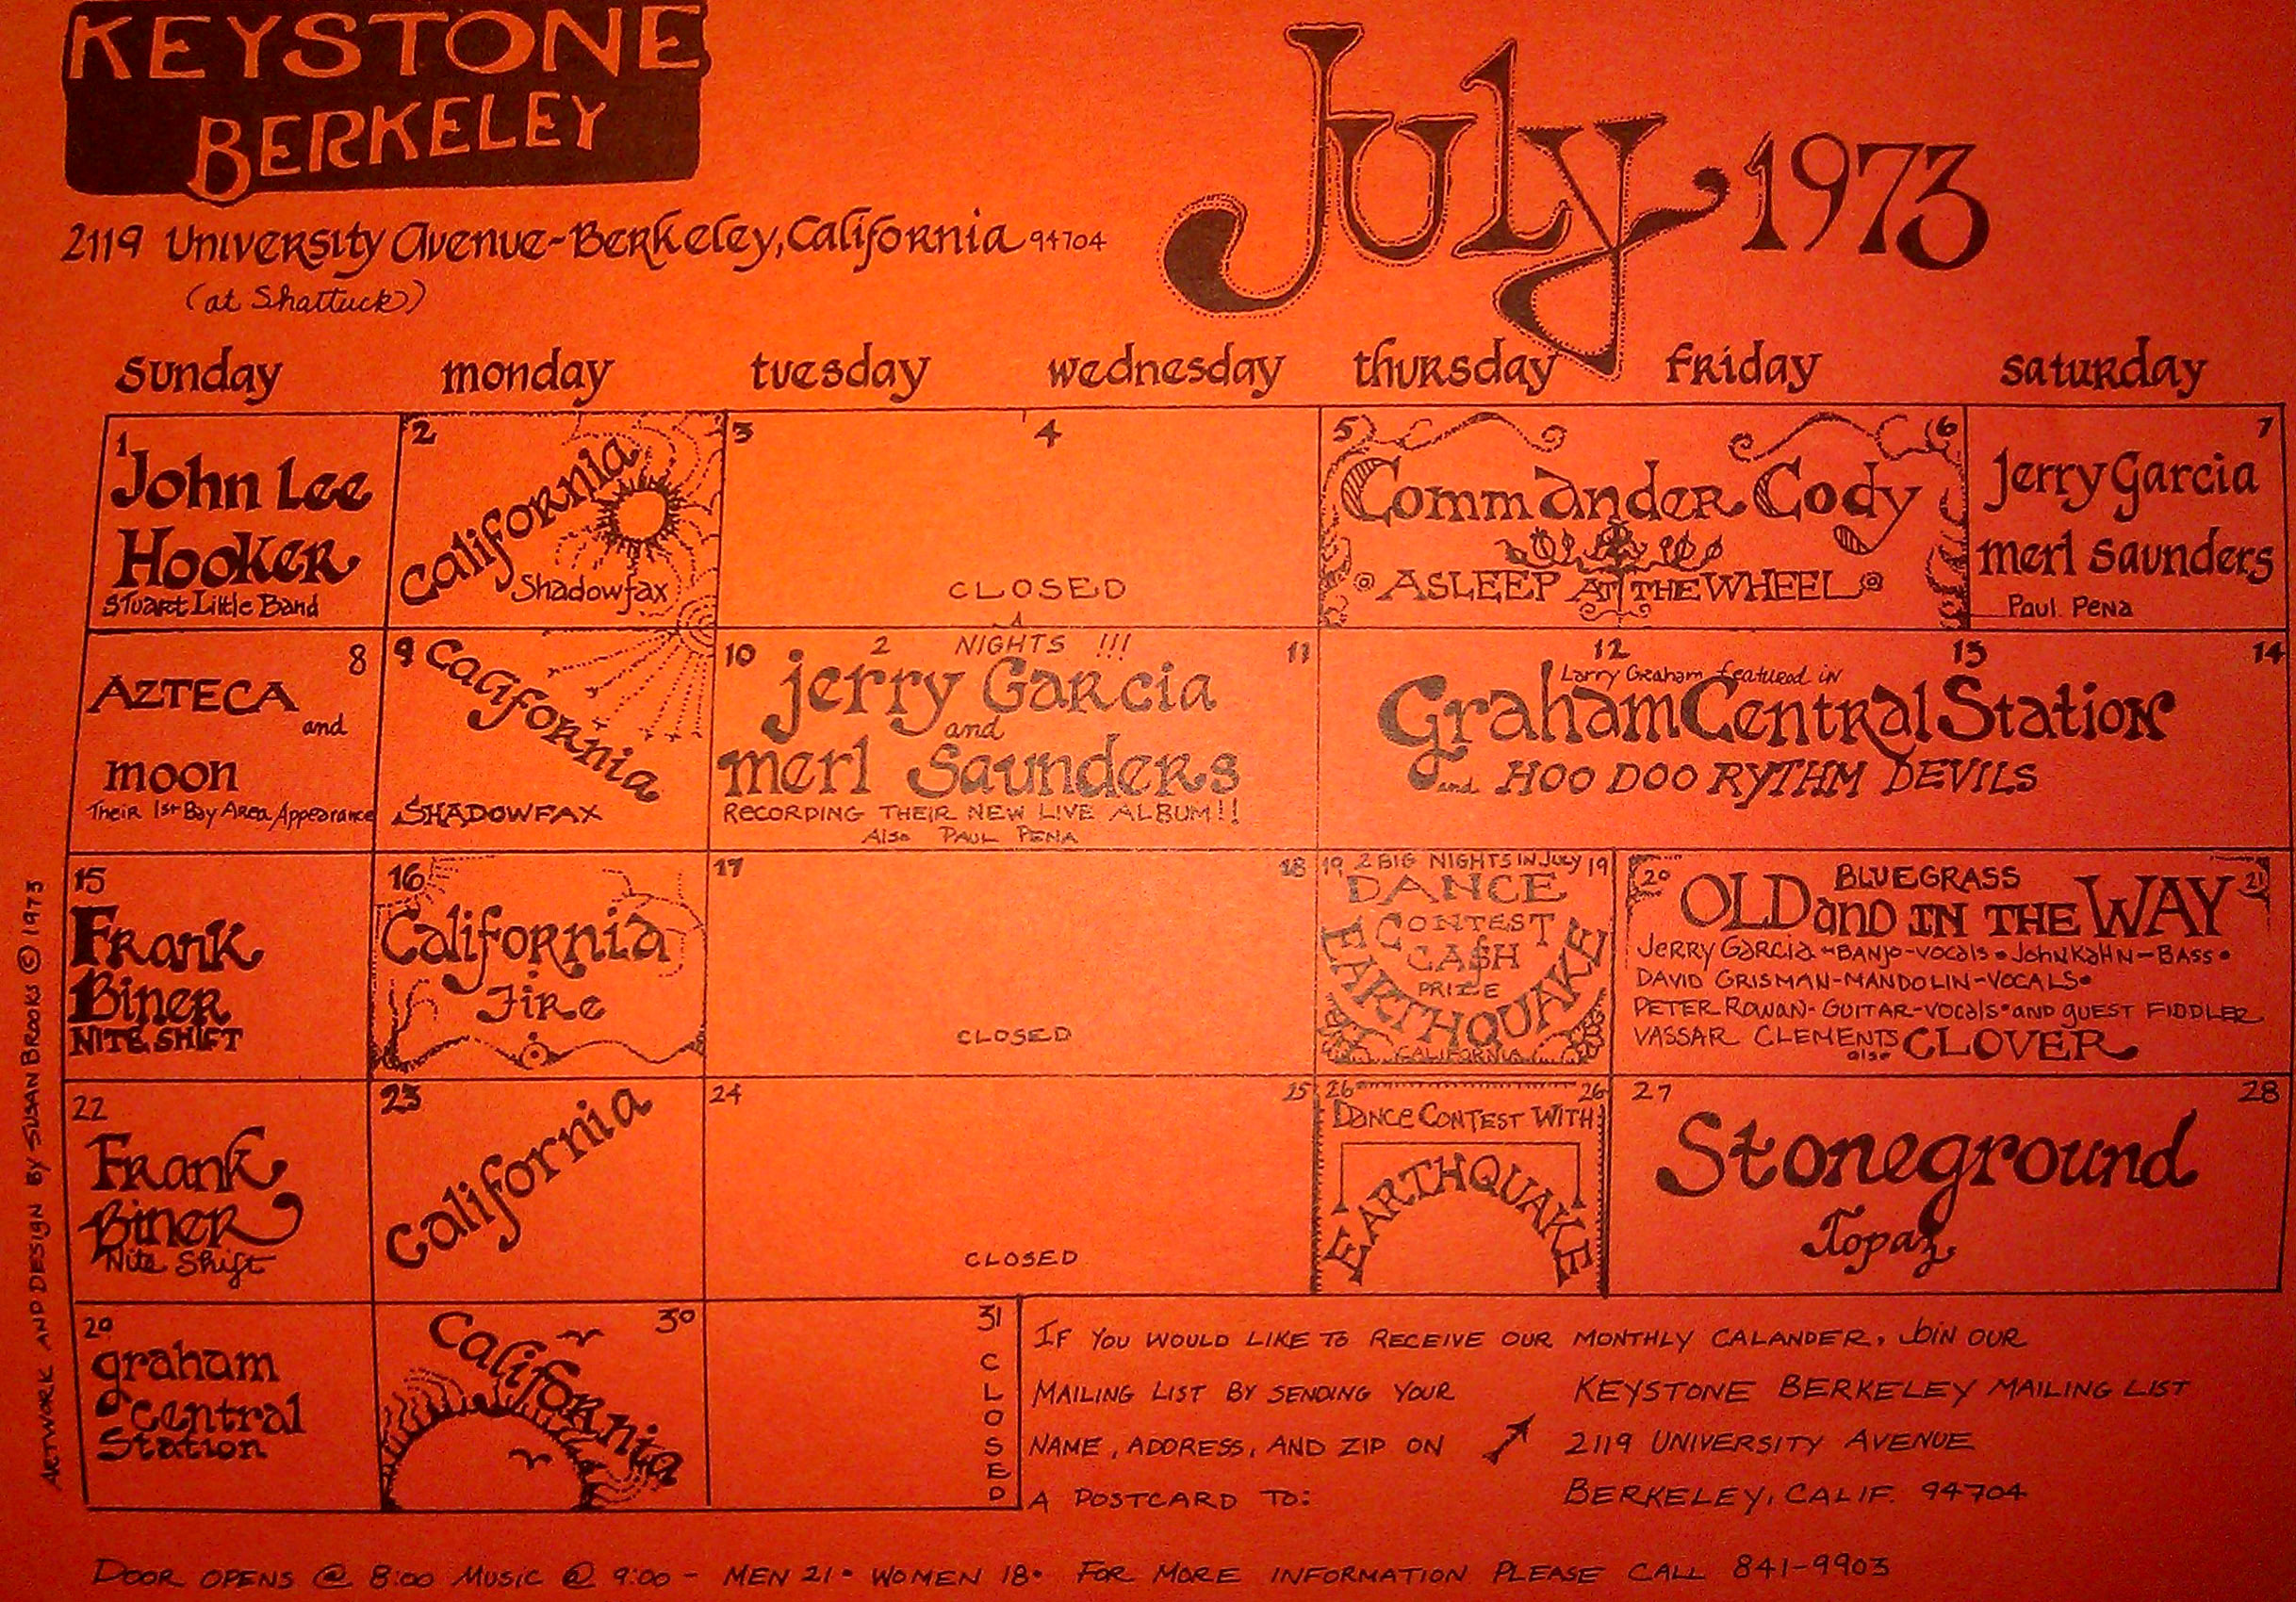 KEYSTONE
BERKELEY
2119 University Avenue-Berkeley, California 94704
(at Shattuck)
July 1973
sunday monday tuesday wednesday thursday friday saturday
1
John Lee
Hooker
Stuart Little Band
2
California
Shadowfax
3
4
CLOSED
5
6
Commander Cody
ASLEEP AT THE WHEEL
7
Jerry Garcia
merl saunders
Paul Pena
8
AZTECA
and
moon
Their 1st Bay Area Appearance
9
California
SHADOWFAX
10
11
2 NIGHTS !!!
jerry Garcia
and
merl Saunders
RECORDING THEIR NEW LIVE ALBUM!!
Also PAUL PENA
12
13
14
Larry Graham featured in
Graham Central Station
and HOO DOO RYTHM DEVILS
15
Frank
Biner
NITE SHIFT
16
California
Fire
17
18
CLOSED
19 2 BIG NIGHTS IN July 19
DANCE
CONTEST
CA$H
PRIZE
EARTHQUAKE
CALIFORNIA
20
21
BLUEGRASS
OLD and IN THE WAY
Jerry Garcia-BANJO-vocals•John Kahn-BASS•
DAVID GRISMAN-MANDOLIN-VOCALS•
PETER ROWAN-GUITAR-vocals•and guest FIDDLER
VASSAR CLEMENTS
also CLOVER
22
Frank
Biner
Nite Shift
23
California
24
25
CLOSED
26
26
Dance Contest With
EARTHQUAKE
27
28
Stoneground
Topaz
29
graham
central
Station
30
California
31
CLOSED
IF YOU WOULD LIKE TO RECEIVE OUR MONTHLY CALANDER, JOIN OUR
MAILING LIST BY SENDING YOUR
NAME, ADDRESS, AND ZIP ON
A POSTCARD TO:
KEYSTONE BERKELEY MAILING LIST
2119 UNIVERSITY AVENUE
BERKELEY, CALIF. 94704
DOOR OPENS @ 8:00 MUSIC @ 9:00 - MEN 21• WOMEN 18• FOR MORE INFORMATION PLEASE CALL 841-9903
ARTWORK AND DESIGN BY SUSAN BROOKS © 1973